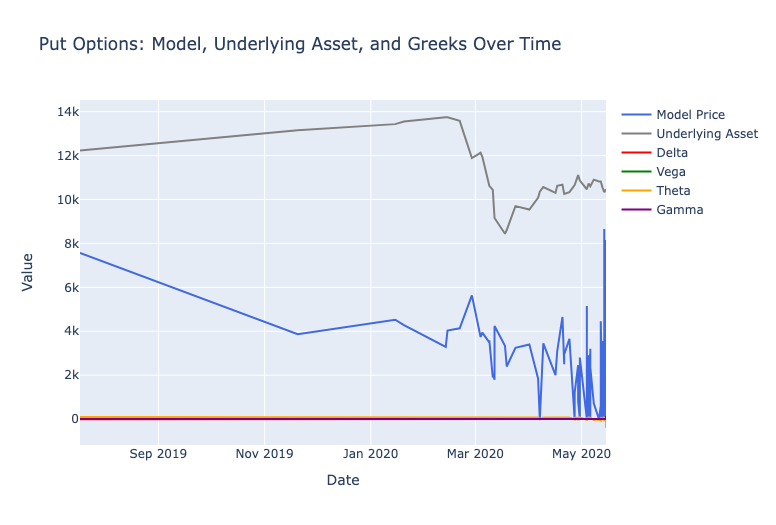 Put Options: Model, Underlying Asset, and Greeks Over Time
Model Price
Underlying Asset
Delta
Vega
Theta
Gamma
Value
14k
12k
10k
8k
6k
4k
2k
0
Sep 2019
Nov 2019
Jan 2020
Mar 2020
May 2020
Date